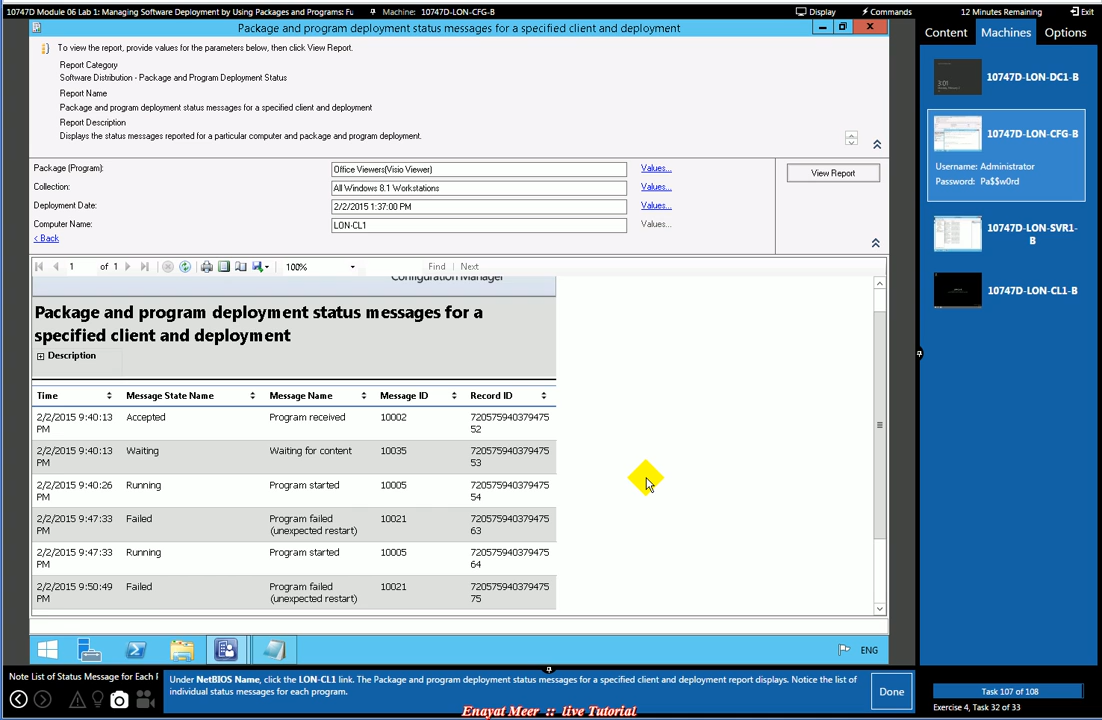 10747D Module 06 Lab 1: Managing Software Deployment by Using Packages and Programs: Fu Machine: 10747D-LON-CFG-B Display Commands 12 Minutes Remaining Exit
Package and program deployment status messages for a specified client and deployment
Content Machines Options
To view the report, provide values for the parameters below, then click View Report.
Report Category
Software Distribution - Package and Program Deployment Status
Report Name
Package and program deployment status messages for a specified client and deployment
Report Description
Displays the status messages reported for a particular computer and package and program deployment.
Package (Program): Office Viewers(Visio Viewer) Values... View Report
Collection: All Windows 8.1 Workstations Values...
Deployment Date: 2/2/2015 1:37:00 PM Values...
Computer Name: LON-CL1 Values...
< Back
1 of 1 100% Find | Next
Configuration Manager
Package and program deployment status messages for a
specified client and deployment
Description
Time Message State Name Message Name Message ID Record ID
2/2/2015 9:40:13 Accepted Program received 10002 720575940379475
PM 52
2/2/2015 9:40:13 Waiting Waiting for content 10035 720575940379475
PM 53
2/2/2015 9:40:26 Running Program started 10005 720575940379475
PM 54
2/2/2015 9:47:33 Failed Program failed 10021 720575940379475
PM (unexpected restart) 63
2/2/2015 9:47:33 Running Program started 10005 720575940379475
PM 64
2/2/2015 9:50:49 Failed Program failed 10021 720575940379475
PM (unexpected restart) 75
ENG
3:01
10747D-LON-DC1-B
10747D-LON-CFG-B
Username: Administrator
Password: Pa$$w0rd
10747D-LON-SVR1-
B
10747D-LON-CL1-B
Note List of Status Message for Each P
Under NetBIOS Name, click the LON-CL1 link. The Package and program deployment status messages for a specified client and deployment report displays. Notice the list of
individual status messages for each program.
Done
Task 107 of 108
Exercise 4, Task 32 of 33
Enayat Meer :: live Tutorial